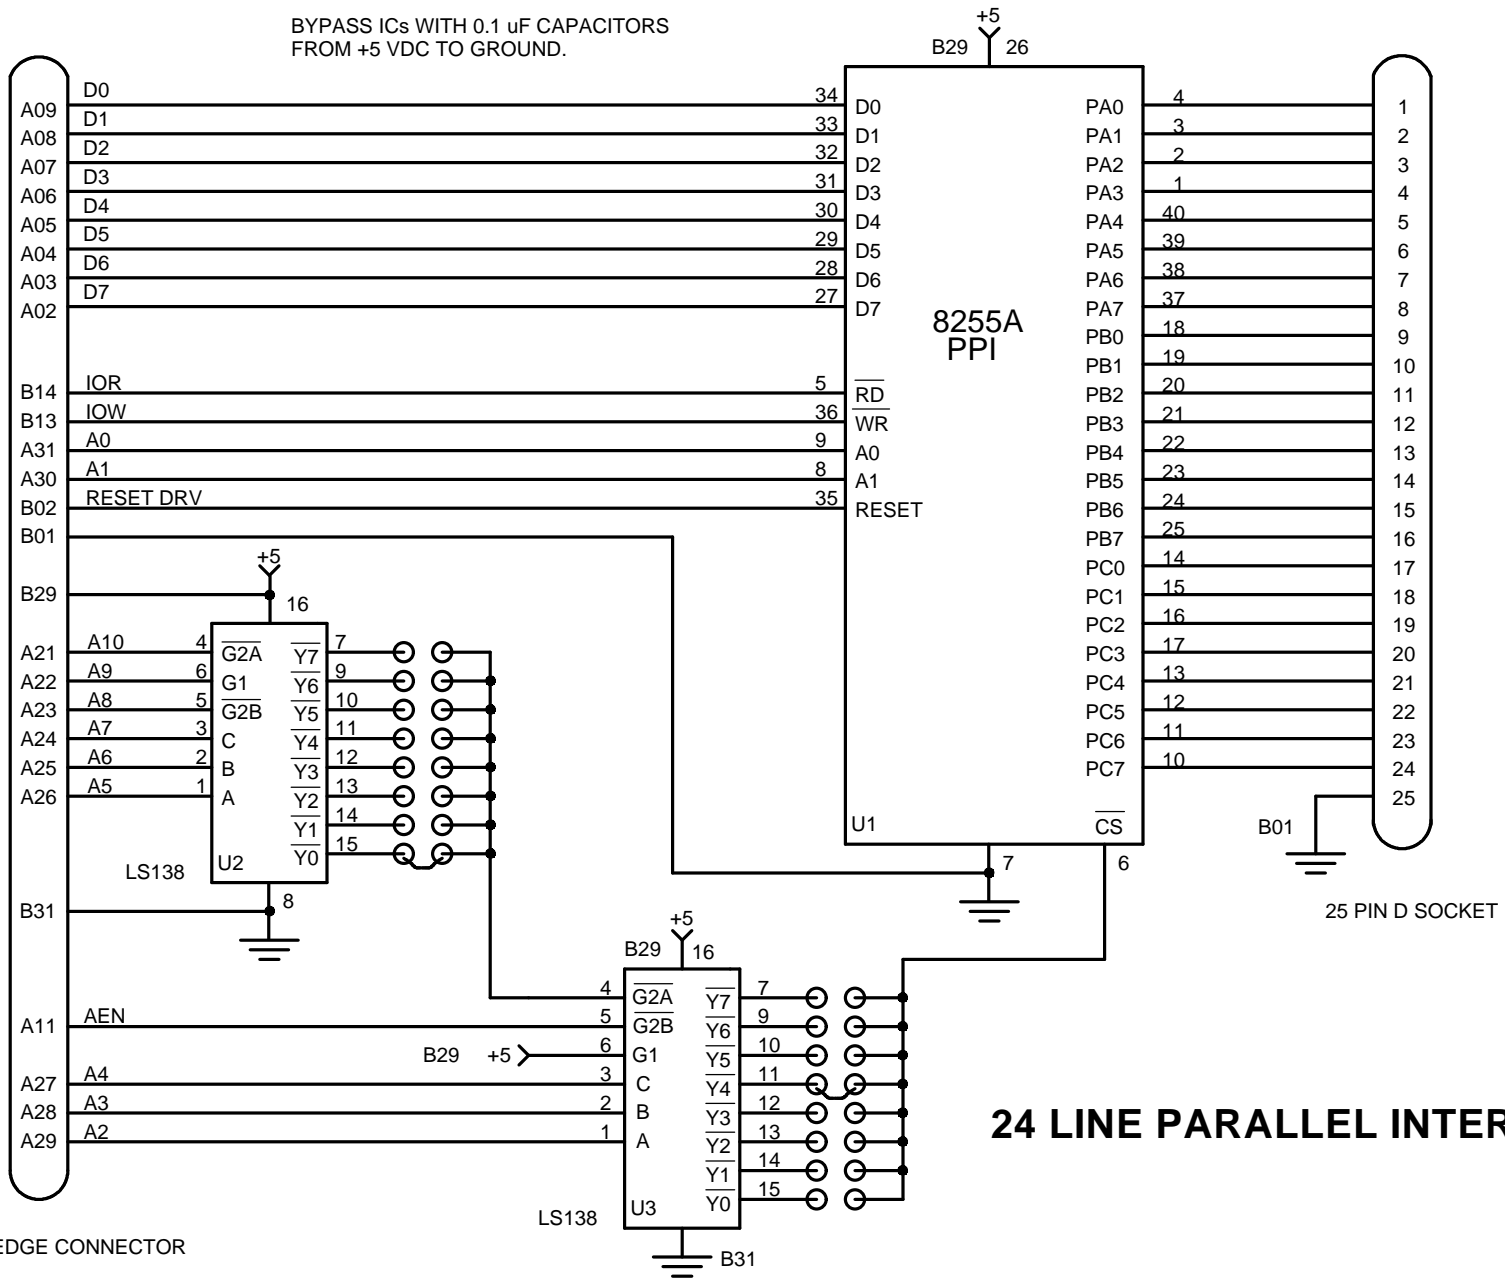 BYPASS ICs WITH 0.1 uF CAPACITORS
FROM +5 VDC TO GROUND.
+5
B29 26
A09 D0 34 D0 PA0 4 1
A08 D1 33 D1 PA1 3 2
A07 D2 32 D2 PA2 2 3
A06 D3 31 D3 PA3 1 4
A05 D4 30 D4 PA4 40 5
A04 D5 29 D5 PA5 39 6
A03 D6 28 D6 PA6 38 7
A02 D7 27 D7 PA7 37 8
8255A
PPI
PB0 18 9
PB1 19 10
B14 IOR 5 RD PB2 20 11
B13 IOW 36 WR PB3 21 12
A31 A0 9 A0 PB4 22 13
A30 A1 8 A1 PB5 23 14
B02 RESET DRV 35 RESET PB6 24 15
B01 PB7 25 16
+5 PC0 14 17
B29 16 PC1 15 18
PC2 16 19
A21 A10 4 G2A Y7 7 PC3 17 20
A22 A9 6 G1 Y6 9 PC4 13 21
A23 A8 5 G2B Y5 10 PC5 12 22
A24 A7 3 C Y4 11 PC6 11 23
A25 A6 2 B Y3 12 PC7 10 24
A26 A5 1 A Y2 13 25
Y1 14 U1 CS B01
Y0 15
LS138 U2 7 6
B31 8 25 PIN D SOCKET
+5
B29 16
4 G2A Y7 7
A11 AEN 5 G2B Y6 9
B29 +5 6 G1 Y5 10
A27 A4 3 C Y4 11
A28 A3 2 B Y3 12
A29 A2 1 A Y2 13
24 LINE PARALLEL INTER
Y1 14
Y0 15
LS138 U3
EDGE CONNECTOR
B31